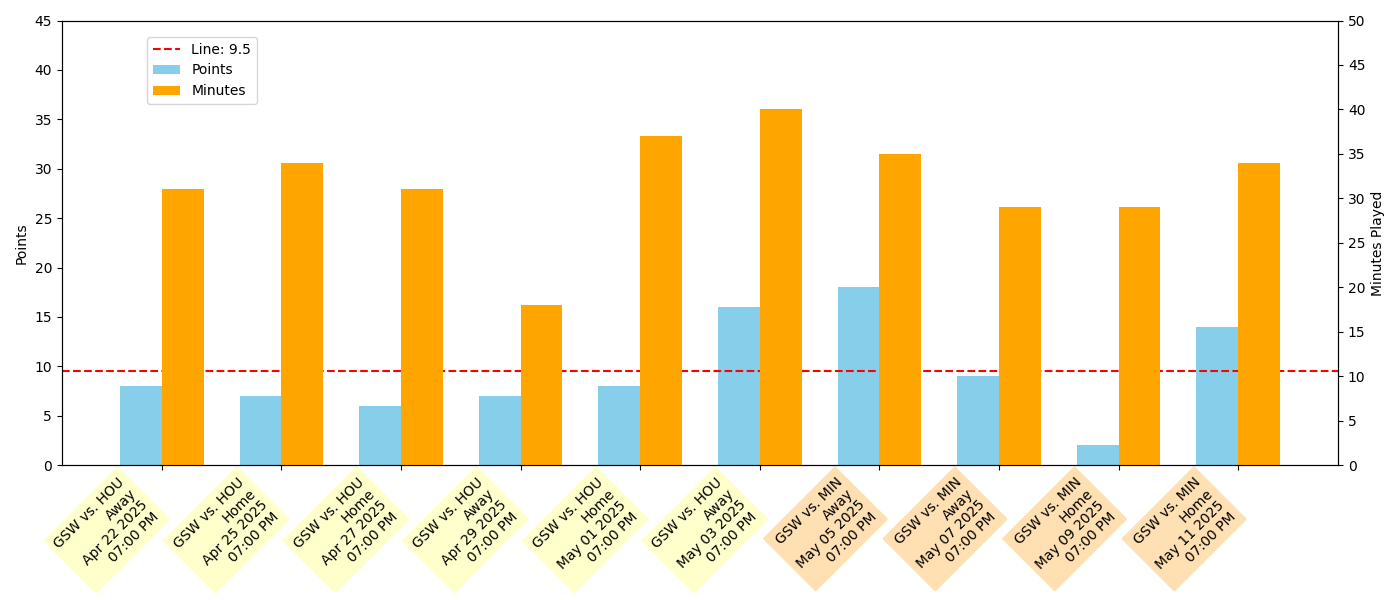 45
40
35
30
25
20
15
10
5
0
Points
Line: 9.5
Points
Minutes
50
45
40
35
30
25
20
15
10
5
0
Minutes Played
GSW vs. HOU
Away
Apr 22 2025
07:00 PM
GSW vs. HOU
Home
Apr 25 2025
07:00 PM
GSW vs. HOU
Home
Apr 27 2025
07:00 PM
GSW vs. HOU
Away
Apr 29 2025
07:00 PM
GSW vs. HOU
Home
May 01 2025
07:00 PM
GSW vs. HOU
Away
May 03 2025
07:00 PM
GSW vs. MIN
Away
May 05 2025
07:00 PM
GSW vs. MIN
Away
May 07 2025
07:00 PM
GSW vs. MIN
Home
May 09 2025
07:00 PM
GSW vs. MIN
Home
May 11 2025
07:00 PM